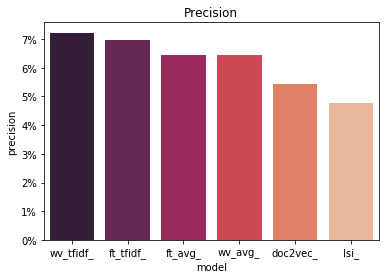 Precision
7%
6%
5%
4%
3%
2%
1%
0%
precision
wv_tfidf_ ft_tfidf_ ft_avg_ wv_avg_ doc2vec_ lsi_
model